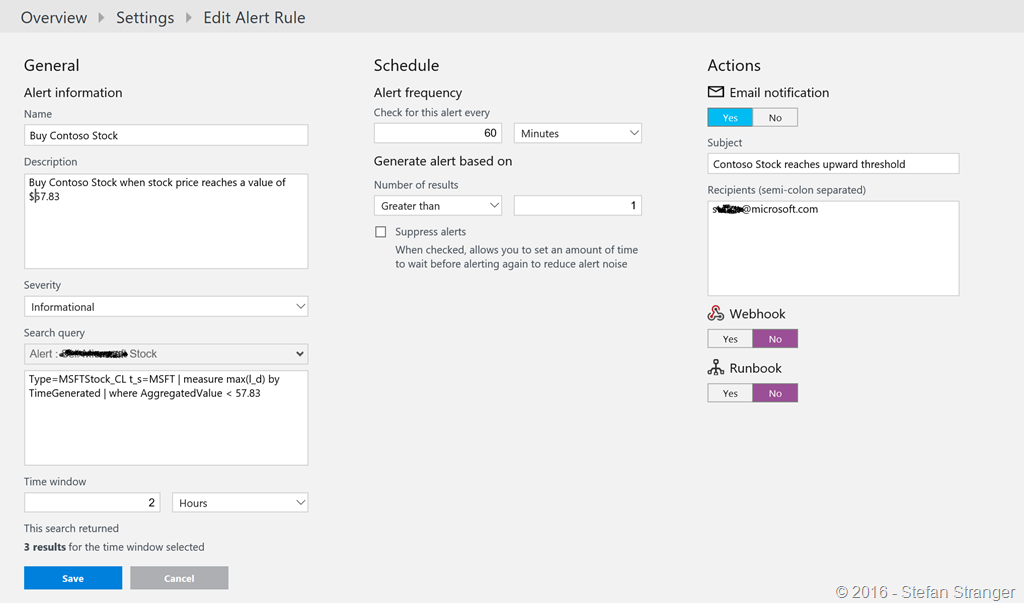 Overview
Settings
Edit Alert Rule
General
Alert information
Name
Buy Contoso Stock
Description
Buy Contoso Stock when stock price reaches a value of
$57.83
Severity
Informational
Search query
Alert : Stock
Type=MSFTStock_CL t_s=MSFT | measure max(l_d) by
TimeGenerated | where AggregatedValue < 57.83
Time window
2
Hours
This search returned
3 results for the time window selected
Save
Cancel
Schedule
Alert frequency
Check for this alert every
60
Minutes
Generate alert based on
Number of results
Greater than
1
Suppress alerts
When checked, allows you to set an amount of time
to wait before alerting again to reduce alert noise
Actions
Email notification
Yes
No
Subject
Contoso Stock reaches upward threshold
Recipients (semi-colon separated)
@microsoft.com
Webhook
Yes
No
Runbook
Yes
No
© 2016 - Stefan Stranger